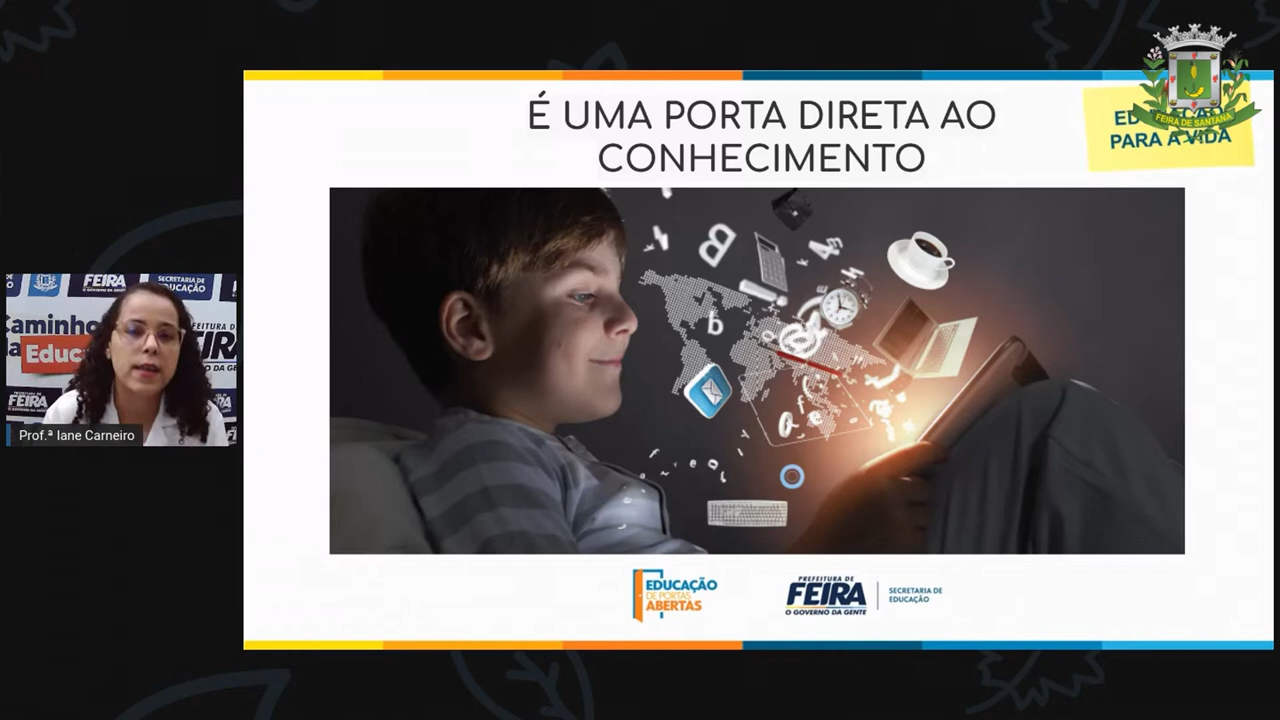 É UMA PORTA DIRETA AO
CONHECIMENTO
FEIRA DE SANTANA
PARA A VIDA
FEIRA
SECRETARIA DE
EDUCAÇÃO
Caminho
Educ
FEIRA
Prof.ª Iane Carneiro
EDUCAÇÃO
DE PORTAS
ABERTAS
PREFEITURA DE
FEIRA
O GOVERNO DA GENTE
SECRETARIA DE
EDUCAÇÃO